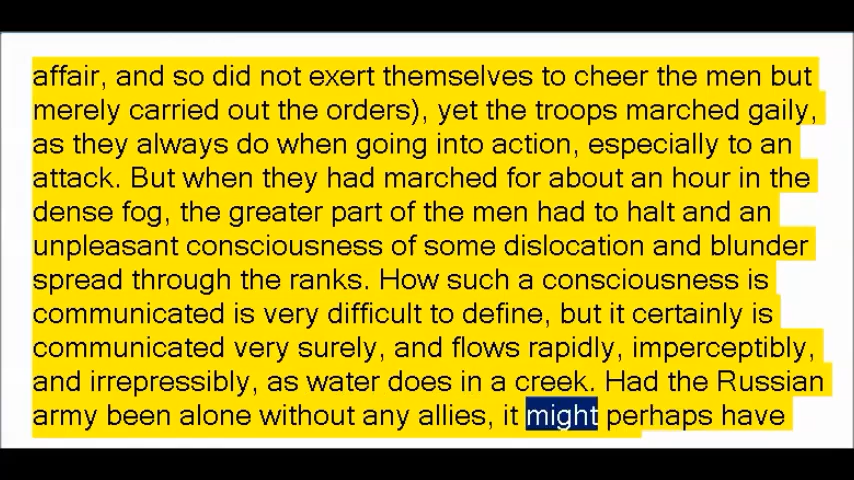 affair, and so did not exert themselves to cheer the men but
merely carried out the orders), yet the troops marched gaily,
as they always do when going into action, especially to an
attack. But when they had marched for about an hour in the
dense fog, the greater part of the men had to halt and an
unpleasant consciousness of some dislocation and blunder
spread through the ranks. How such a consciousness is
communicated is very difficult to define, but it certainly is
communicated very surely, and flows rapidly, imperceptibly,
and irrepressibly, as water does in a creek. Had the Russian
army been alone without any allies, it might perhaps have